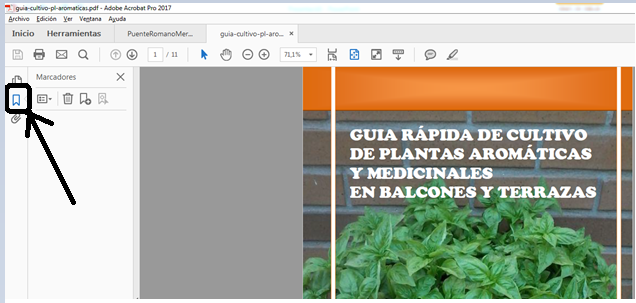 guia-cultivo-pl-aromaticas.pdf - Adobe Acrobat Pro 2017
Archivo Edición Ver Ventana Ayuda
Inicio Herramientas PuenteRomanoMer... guia-cultivo-pl-aro... ×
1 / 11 71,1%
Marcadores
GUIA RÁPIDA DE CULTIVO
DE PLANTAS AROMÁTICAS
Y MEDICINALES
EN BALCONES Y TERRAZAS